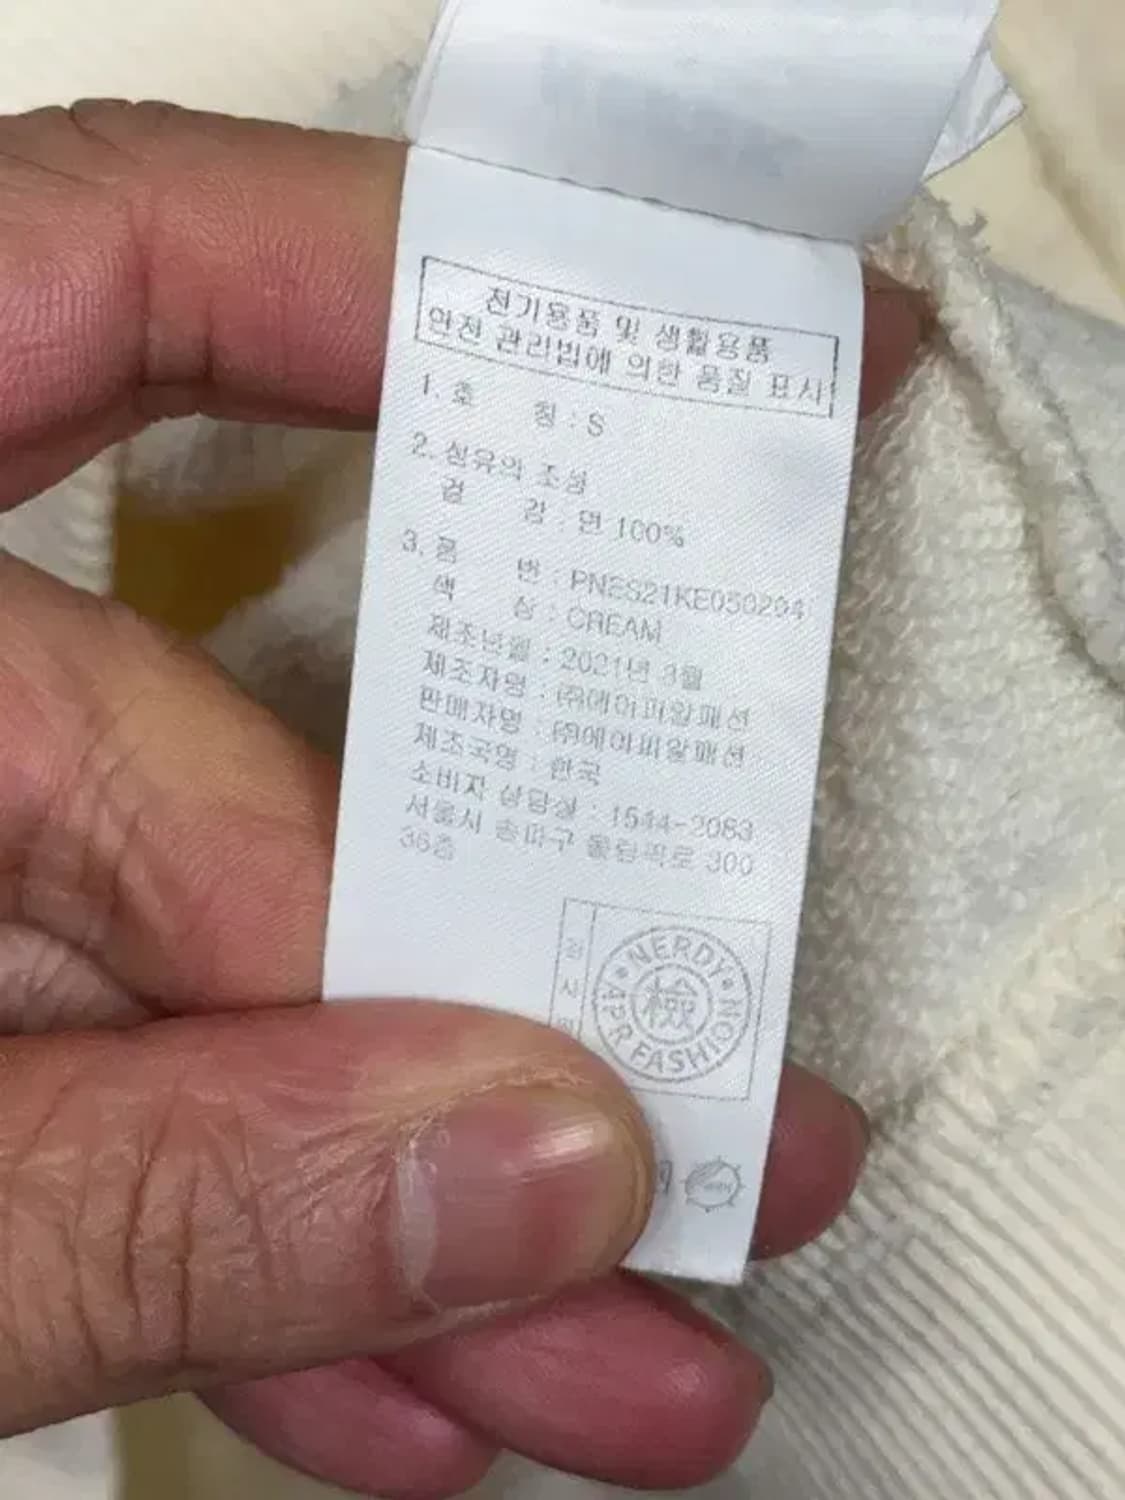 전기용품 및 생활용품
안전 관리법에 의한 품질 표시
1. 호 칭 : S
2. 섬유의 조성
겉 감 : 면 100%
3. 품 번 : PNES21KE050204
색 상 : CREAM
제조년월 : 2021년 3월
제조자명 : ㈜에이피알패션
판매자명 : ㈜에이피알패션
제조국명 : 한국
소비자 상담실 : 1544-2083
서울시 송파구 올림픽로 300
36층
검사
NERDY
檢
APR FASHION